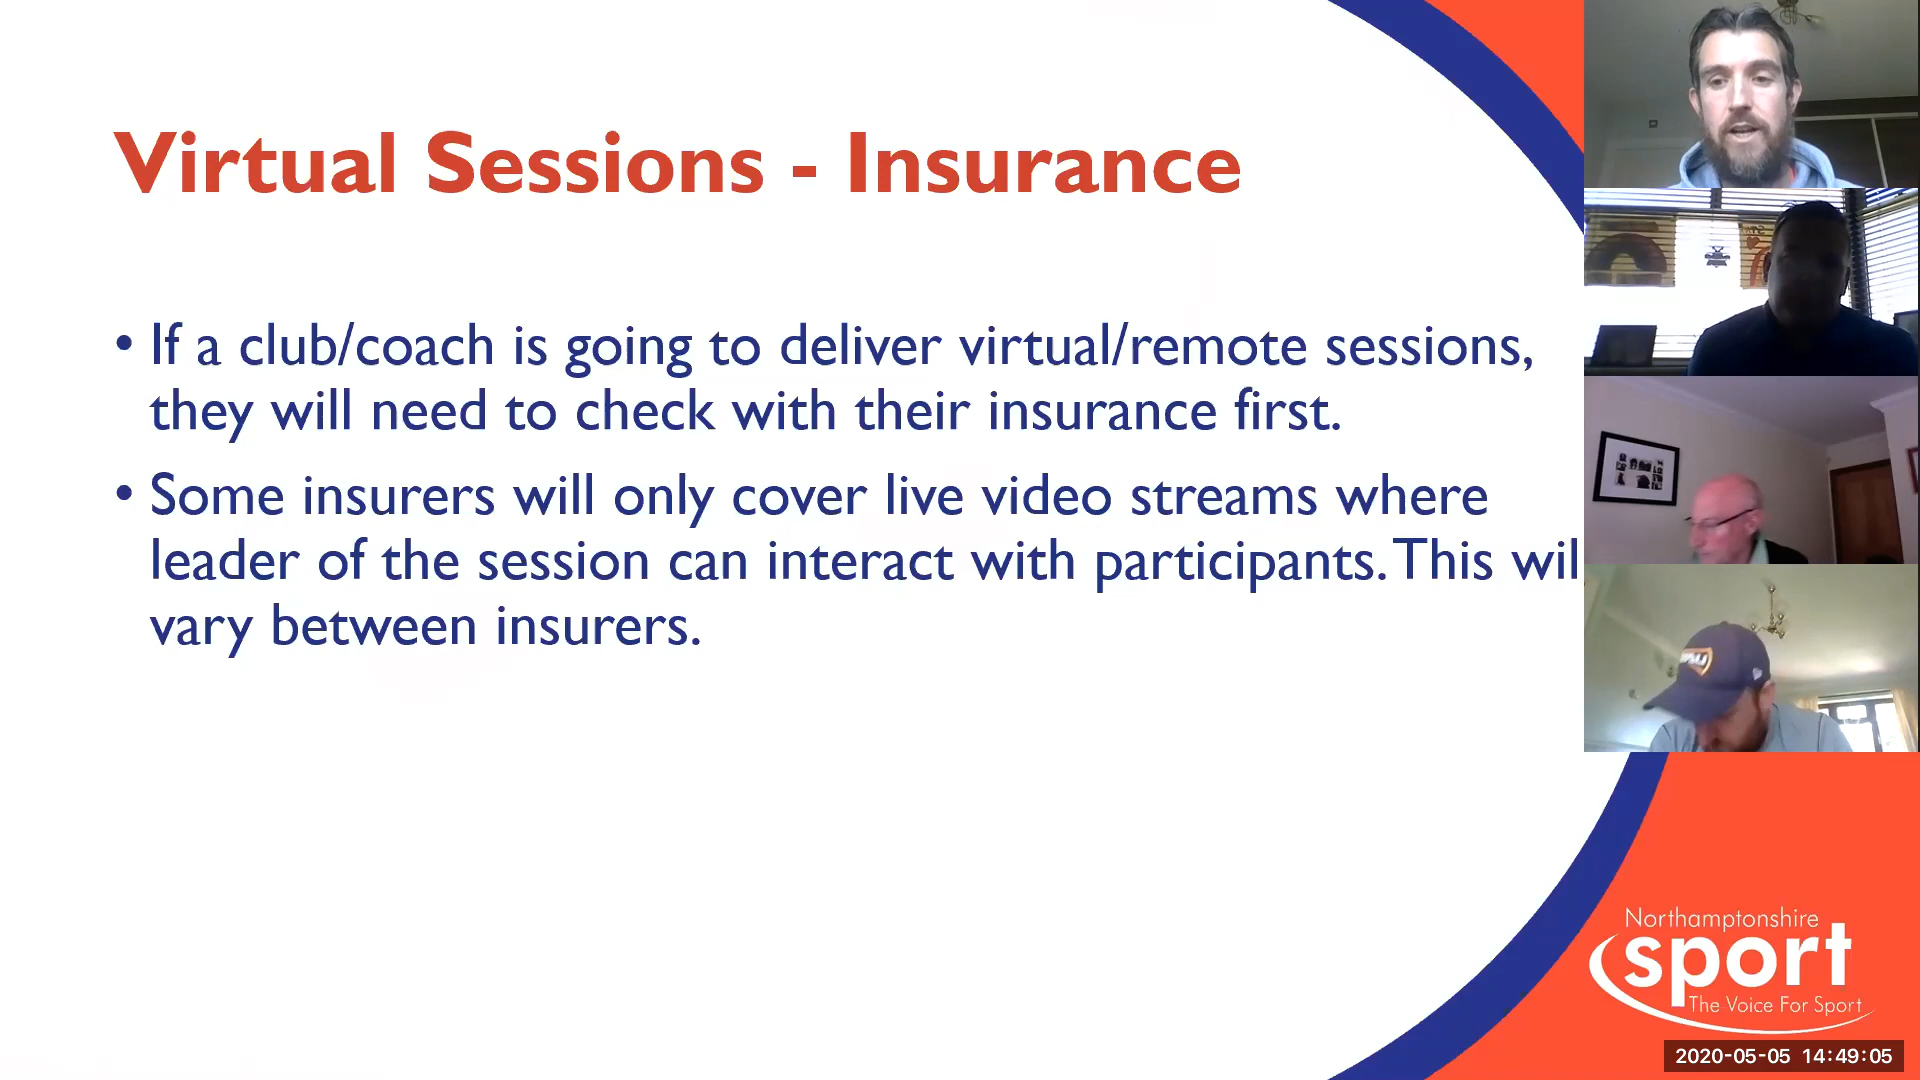 Virtual Sessions - Insurance
• If a club/coach is going to deliver virtual/remote sessions,
they will need to check with their insurance first.
• Some insurers will only cover live video streams where
leader of the session can interact with participants. This wil
vary between insurers.
Northamptonshire
sport
The Voice For Sport
2020-05-05 14:49:05